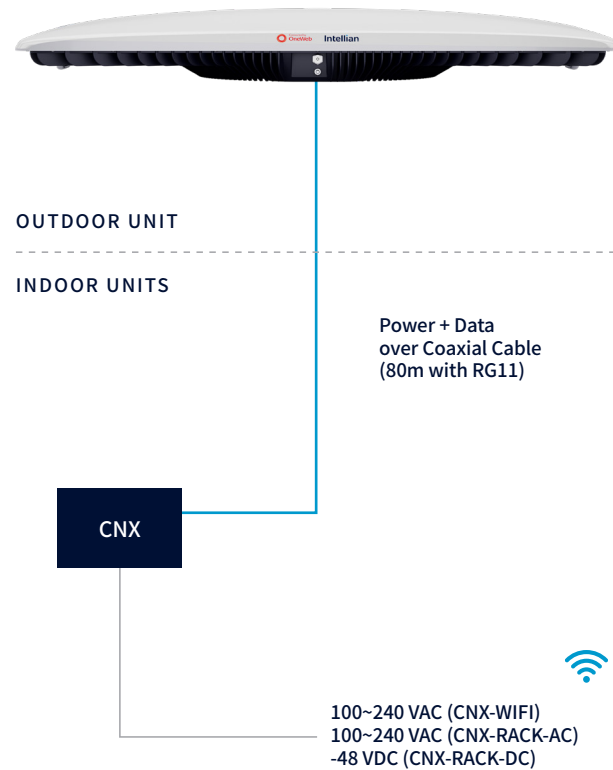 OneWeb Intellian
OUTDOOR UNIT
INDOOR UNITS
Power + Data
over Coaxial Cable
(80m with RG11)
CNX
100~240 VAC (CNX-WIFI)
100~240 VAC (CNX-RACK-AC)
-48 VDC (CNX-RACK-DC)